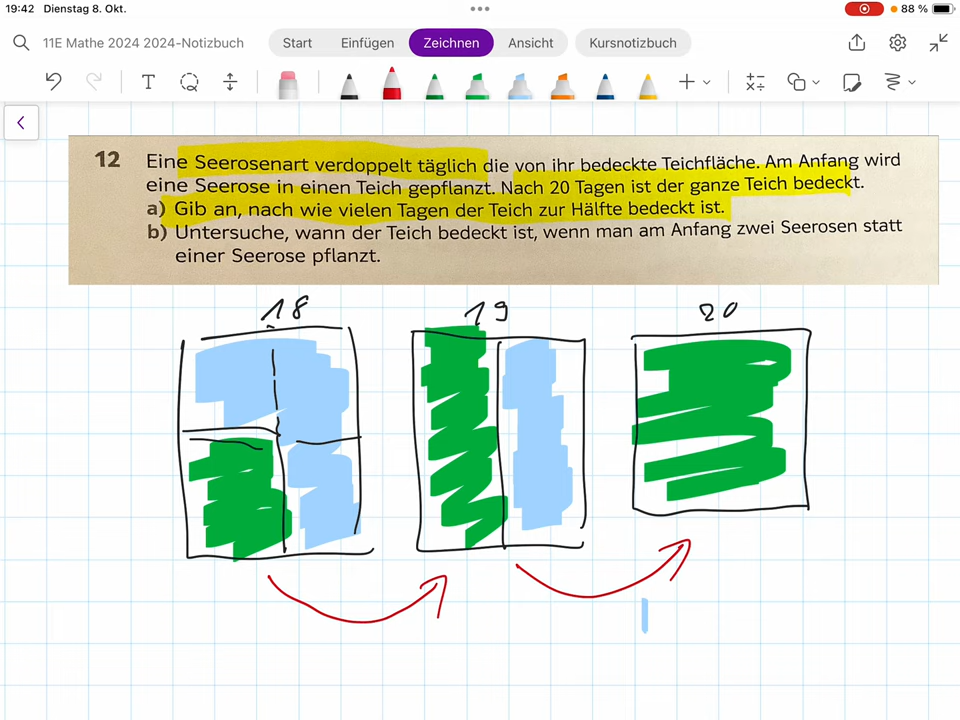 19:42 Dienstag 8. Okt.
88 %
11E Mathe 2024 2024-Notizbuch
Start Einfügen Zeichnen Ansicht Kursnotizbuch
12 Eine Seerosenart verdoppelt täglich die von ihr bedeckte Teichfläche. Am Anfang wird
eine Seerose in einen Teich gepflanzt. Nach 20 Tagen ist der ganze Teich bedeckt.
a) Gib an, nach wie vielen Tagen der Teich zur Hälfte bedeckt ist.
b) Untersuche, wann der Teich bedeckt ist, wenn man am Anfang zwei Seerosen statt
einer Seerose pflanzt.
18 19 20